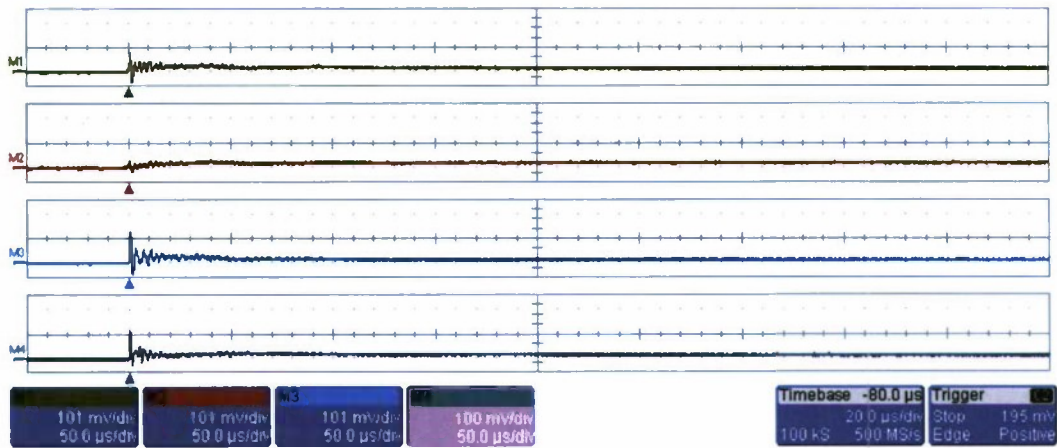 M1
M2
M3
M4
M3
101 mV/div
101 mV/div
101 mV/div
100 mV/div
50.0 µs/div
50.0 µs/div
50.0 µs/div
50.0 µs/div
Timebase -80.0 µs
20.0 µs/div
100 kS 500 MS/s
Trigger
Stop 195 mV
Edge Positive